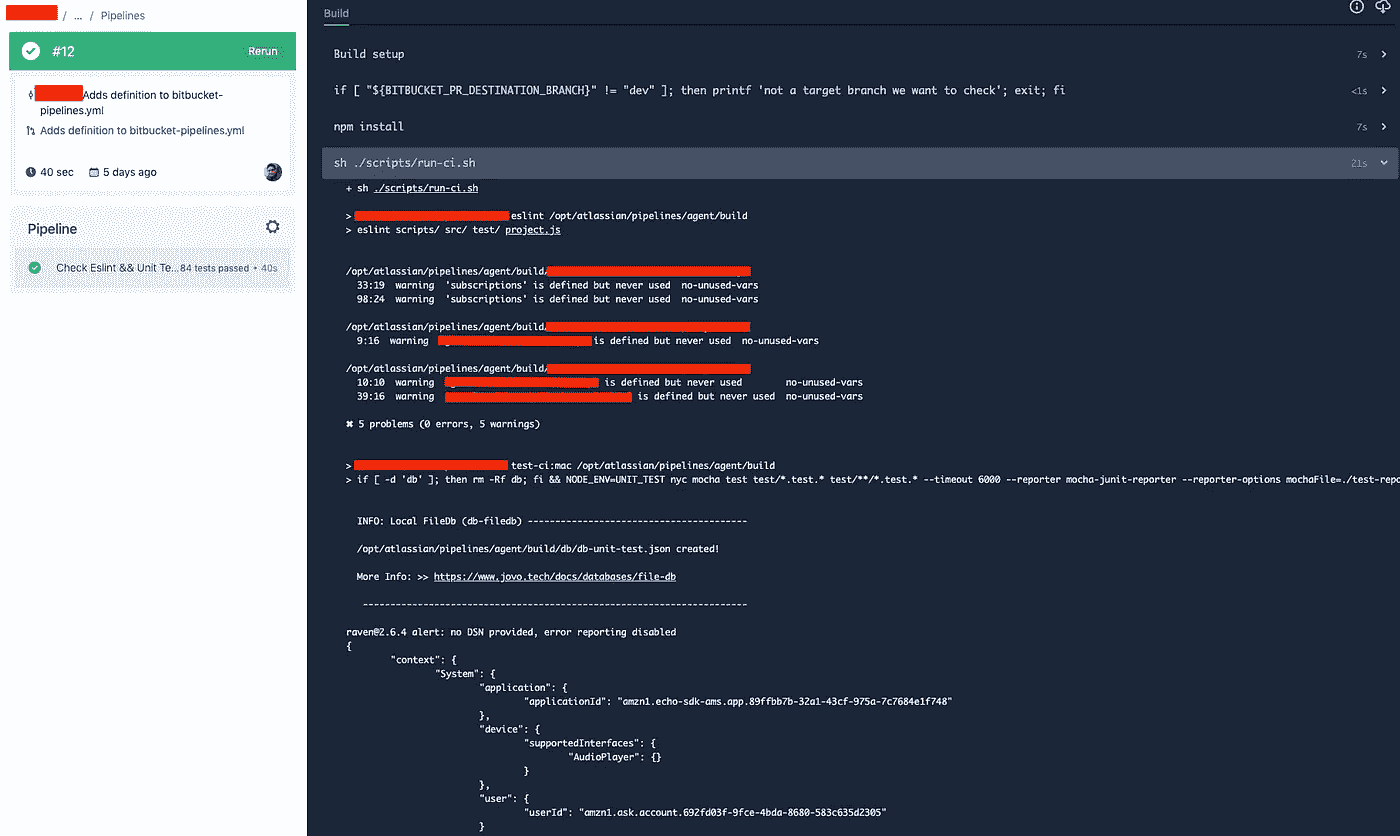 / ... / Pipelines
#12
Rerun
Adds definition to bitbucket-
pipelines.yml
Adds definition to bitbucket-pipelines.yml
40 sec 5 days ago
Pipeline
Check Eslint && Unit Te... 84 tests passed • 40s
Build
Build setup 7s
if [ "${BITBUCKET_PR_DESTINATION_BRANCH}" != "dev" ]; then printf 'not a target branch we want to check'; exit; fi <1s
npm install 7s
sh ./scripts/run-ci.sh 21s
+ sh ./scripts/run-ci.sh
> eslint /opt/atlassian/pipelines/agent/build
> eslint scripts/ src/ test/ project.js
/opt/atlassian/pipelines/agent/build/
33:19 warning 'subscriptions' is defined but never used no-unused-vars
98:24 warning 'subscriptions' is defined but never used no-unused-vars
/opt/atlassian/pipelines/agent/build/
9:16 warning is defined but never used no-unused-vars
/opt/atlassian/pipelines/agent/build/
10:10 warning is defined but never used no-unused-vars
39:16 warning is defined but never used no-unused-vars
✖ 5 problems (0 errors, 5 warnings)
> test-ci:mac /opt/atlassian/pipelines/agent/build
> if [ -d 'db' ]; then rm -Rf db; fi && NODE_ENV=UNIT_TEST nyc mocha test test/*.test.* test/**/*.test.* --timeout 6000 --reporter mocha-junit-reporter --reporter-options mochaFile=./test-repo
INFO: Local FileDb (db-filedb) ----------------------------------------
/opt/atlassian/pipelines/agent/build/db/db-unit-test.json created!
More Info: >> https://www.jovo.tech/docs/databases/file-db
----------------------------------------------------------------------
raven@2.6.4 alert: no DSN provided, error reporting disabled
{
"context": {
"System": {
"application": {
"applicationId": "amzn1.echo-sdk-ams.app.89ffbb7b-32a1-43cf-975a-7c7684e1f748"
},
"device": {
"supportedInterfaces": {
"AudioPlayer": {}
}
},
"user": {
"userId": "amzn1.ask.account.692fd03f-9fce-4bda-8680-583c635d2305"
}